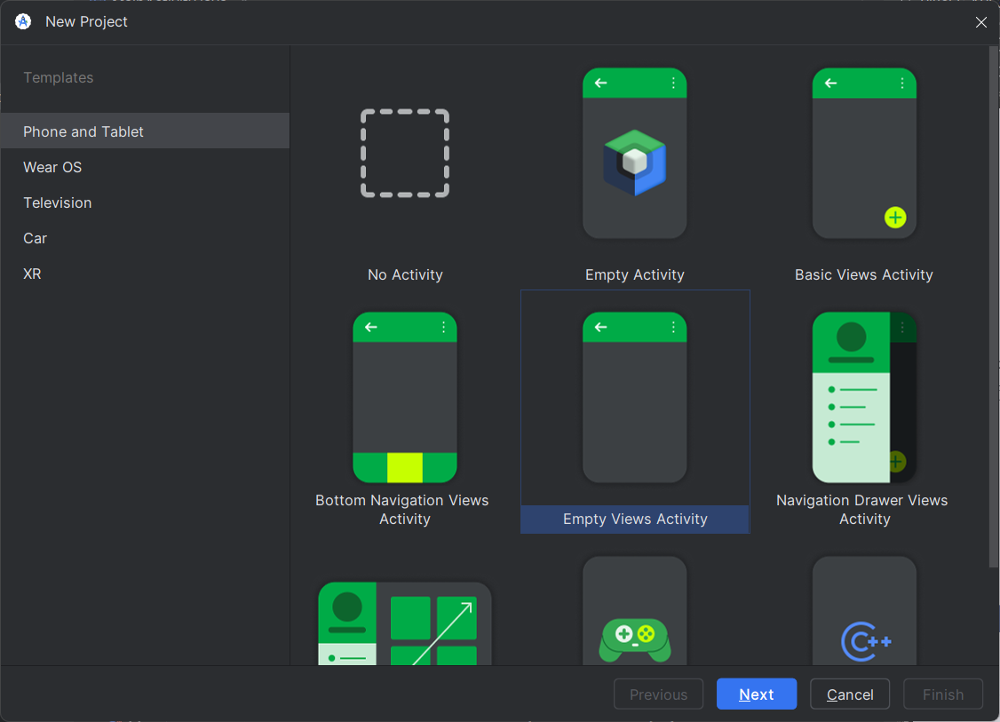 New Project
Templates
Phone and Tablet
Wear OS
Television
Car
XR
No Activity
Empty Activity
Basic Views Activity
Bottom Navigation Views
Activity
Empty Views Activity
Navigation Drawer Views
Activity
C++
Previous
Next
Cancel
Finish